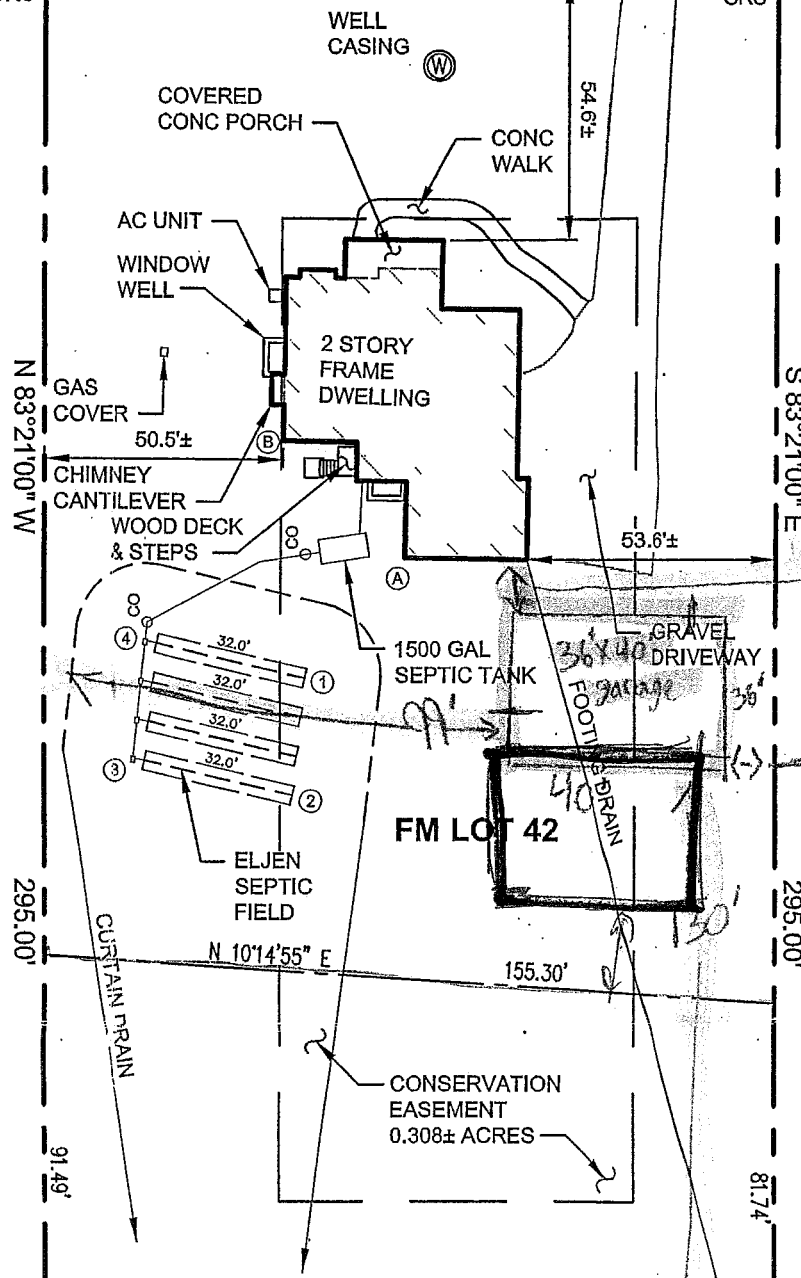 WELL
CASING
W
COVERED
CONC PORCH
54.6'±
CONC
WALK
AC UNIT
WINDOW
WELL
2 STORY
FRAME
DWELLING
N 83°21'00" W
S 83°21'00" E
GAS
COVER
50.5'±
B
CHIMNEY
CANTILEVER
WOOD DECK
& STEPS
53.6'±
CO
A
CO
4
32.0'
1
1500 GAL
SEPTIC TANK
GRAVEL
DRIVEWAY
36'x40'
garage
36'
32.0'
32.0'
32.0'
3
2
FOOTING DRAIN
40'
FM LOT 42
ELJEN
SEPTIC
FIELD
295.00'
295.00'
CURTAIN DRAIN
N 10°14'55" E
155.30'
CONSERVATION
EASEMENT
0.308± ACRES
91.49'
81.74'